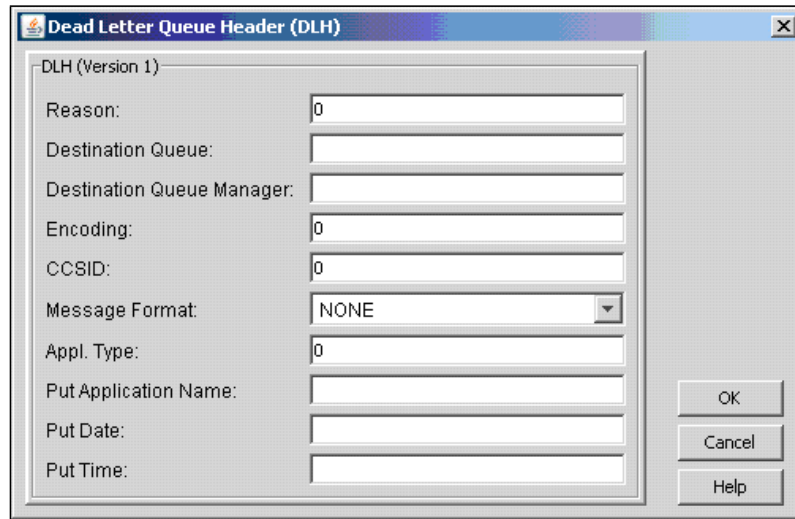 Dead Letter Queue Header (DLH)
DLH (Version 1)
Reason: 0
Destination Queue:
Destination Queue Manager:
Encoding: 0
CCSID: 0
Message Format: NONE
Appl. Type: 0
Put Application Name:
Put Date:
Put Time:
OK
Cancel
Help